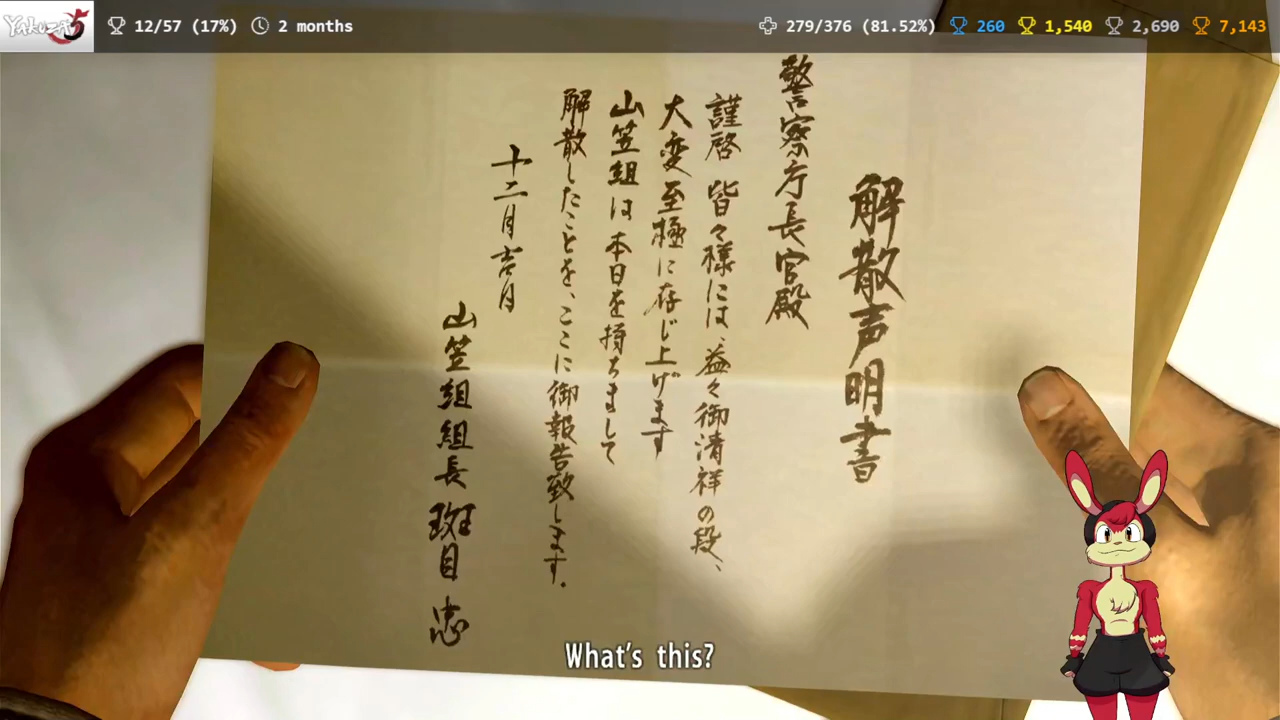 Yakuza 5
12/57 (17%)
2 months
279/376 (81.52%)
260
1,540
2,690
7,143
解散声明書
警察庁長官殿
謹啓 皆々様には、益々御清祥の段、
大変至極に存じ上げます
山笠組は本日を持ちまして
解散したことを、ここに御報告致します。
十二月吉日
山笠組組長 斑目 忠
What's this?